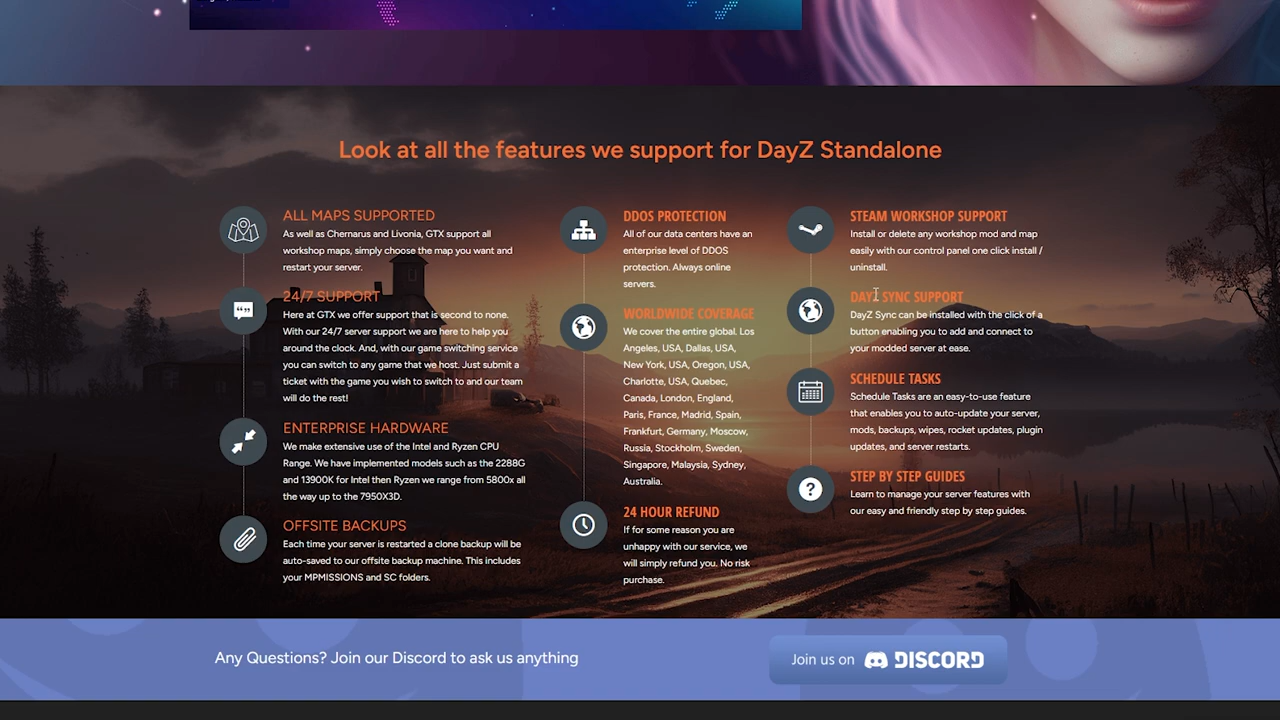 Look at all the features we support for DayZ Standalone
ALL MAPS SUPPORTED
As well as Chernarus and Livonia, GTX support all
workshop maps, simply choose the map you want and
restart your server.
24/7 SUPPORT
Here at GTX we offer support that is second to none.
With our 24/7 server support we are here to help you
around the clock. And, with our game switching service
you can switch to any game that we host. Just submit a
ticket with the game you wish to switch to and our team
will do the rest!
ENTERPRISE HARDWARE
We make extensive use of the Intel and Ryzen CPU
Range. We have implemented models such as the 2288G
and 13900K for Intel then Ryzen we range from 5800x all
the way up to the 7950X3D.
OFFSITE BACKUPS
Each time your server is restarted a clone backup will be
auto-saved to our offsite backup machine. This includes
your MPMISSIONS and SC folders.
DDOS PROTECTION
All of our data centers have an
enterprise level of DDOS
protection. Always online
servers.
WORLDWIDE COVERAGE
We cover the entire global. Los
Angeles, USA, Dallas, USA,
New York, USA, Oregon, USA,
Charlotte, USA, Quebec,
Canada, London, England,
Paris, France, Madrid, Spain,
Frankfurt, Germany, Moscow,
Russia, Stockholm, Sweden,
Singapore, Malaysia, Sydney,
Australia.
24 HOUR REFUND
If for some reason you are
unhappy with our service, we
will simply refund you. No risk
purchase.
STEAM WORKSHOP SUPPORT
Install or delete any workshop mod and map
easily with our control panel one click install /
uninstall.
DAYZ SYNC SUPPORT
DayZ Sync can be installed with the click of a
button enabling you to add and connect to
your modded server at ease.
SCHEDULE TASKS
Schedule Tasks are an easy-to-use feature
that enables you to auto-update your server,
mods, backups, wipes, rocket updates, plugin
updates, and server restarts.
STEP BY STEP GUIDES
Learn to manage your server features with
our easy and friendly step by step guides.
Any Questions? Join our Discord to ask us anything
Join us on DISCORD